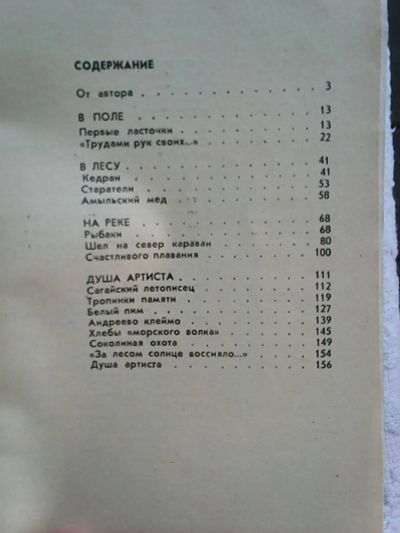 СОДЕРЖАНИЕ
От автора . . . . . . . . . . . . 3
В ПОЛЕ . . . . . . . . . . . . 13
Первые ласточки . . . . . . . . . . 13
«Трудами рук своих...» . . . . . . . . 22
В ЛЕСУ . . . . . . . . . . . . 41
Кедран . . . . . . . . . . . . 41
Старатели . . . . . . . . . . . 53
Амыльский мед . . . . . . . . . . 58
НА РЕКЕ . . . . . . . . . . . . 68
Рыбаки . . . . . . . . . . . . 68
Шел на север караван . . . . . . . . 80
Счастливого плавания . . . . . . . . 100
ДУША АРТИСТА . . . . . . . . . . 111
Сагайский летописец . . . . . . . . 112
Тропинки памяти . . . . . . . . . 119
Белый пим . . . . . . . . . . . 127
Андреево клеймо . . . . . . . . . 139
Хлебы «морского волка» . . . . . . . 145
Соколиная охота . . . . . . . . . 149
«За лесом солнце воссияло...» . . . . . 154
Душа артиста . . . . . . . . . . 156